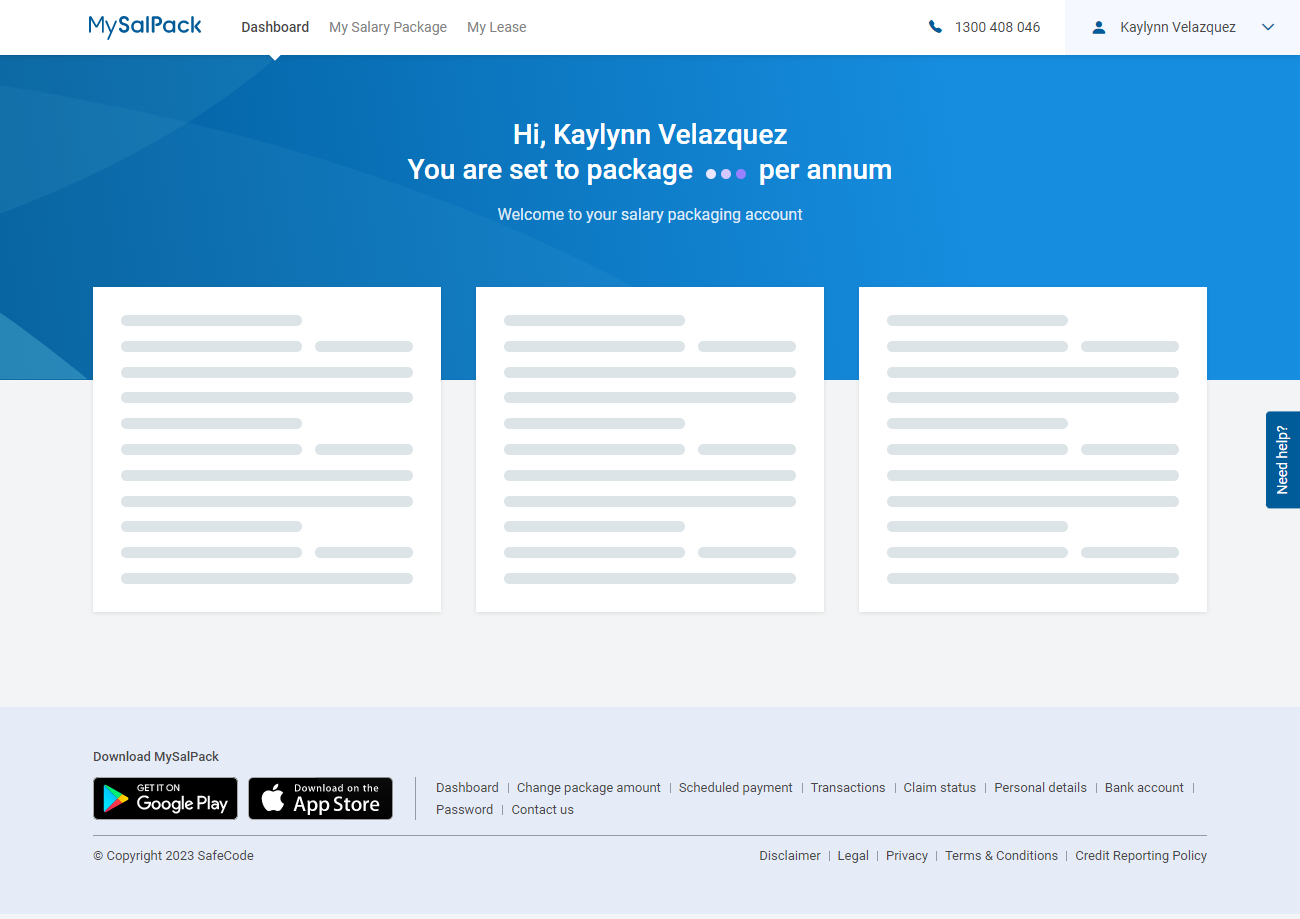 MySalPack
Dashboard
My Salary Package
My Lease
1300 408 046
Kaylynn Velazquez
Hi, Kaylynn Velazquez
You are set to package per annum
Welcome to your salary packaging account
Need help?
Download MySalPack
GET IT ON
Google Play
Download on the
App Store
Dashboard | Change package amount | Scheduled payment | Transactions | Claim status | Personal details | Bank account |
Password | Contact us
© Copyright 2023 SafeCode
Disclaimer | Legal | Privacy | Terms & Conditions | Credit Reporting Policy